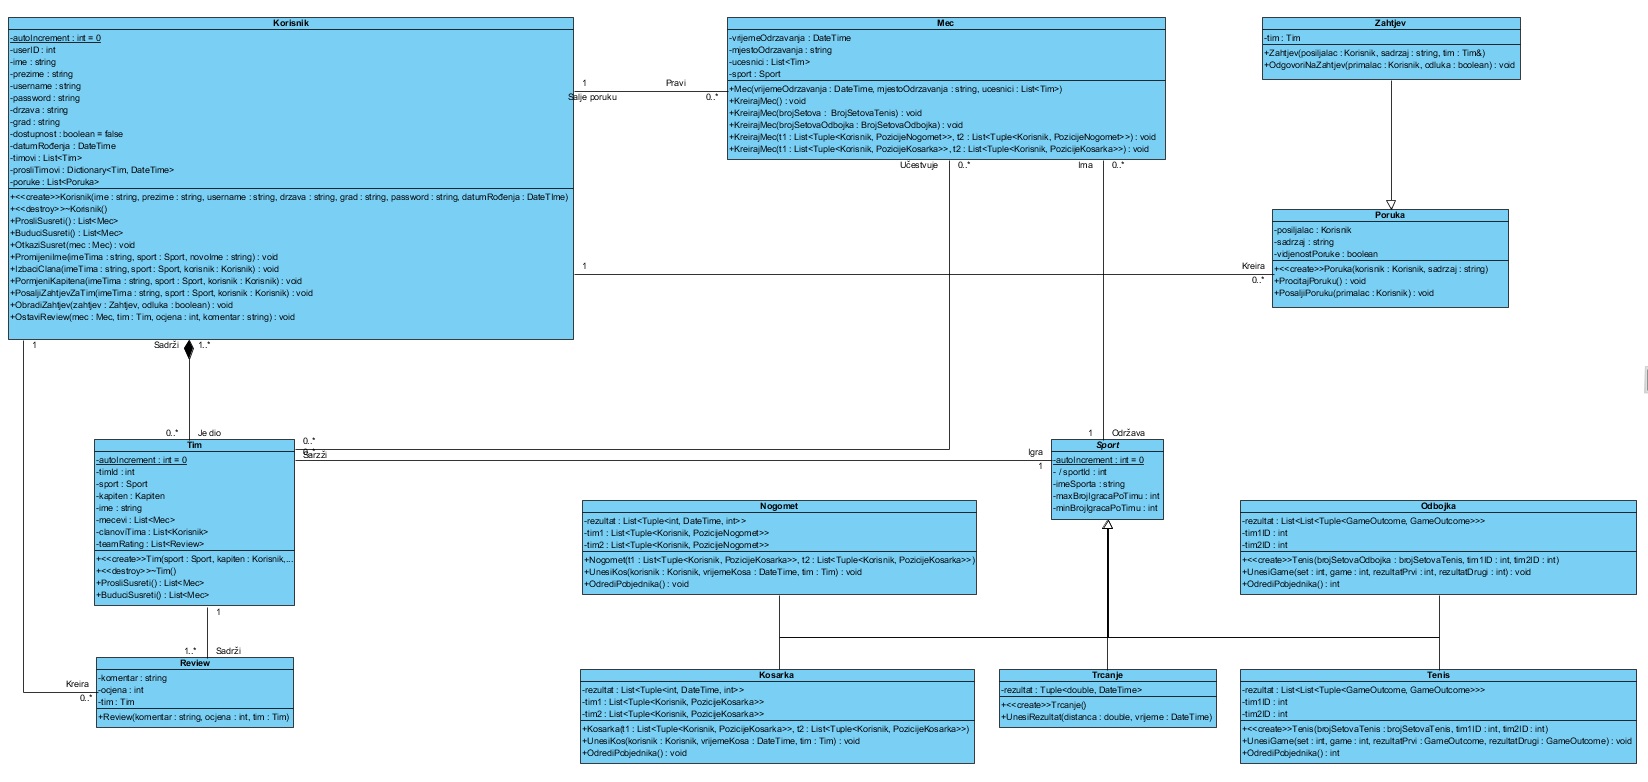 Korisnik
-autoIncrement : int = 0
-userID : int
-ime : string
-prezime : string
-username : string
-password : string
-drzava : string
-grad : string
-dostupnost : boolean = false
-datumRođenja : DateTime
-timovi : List<Tim>
-prosliTimovi : Dictionary<Tim, DateTime>
-poruke : List<Poruka>
+<<create>>Korisnik(ime : string, prezime : string, username : string, drzava : string, grad : string, password : string, datumRođenja : DateTIme)
+<<destroy>>~Korisnik()
+ProsliSusreti() : List<Mec>
+BuduciSusreti() : List<Mec>
+OtkaziSusret(mec : Mec) : void
+PromijeniIme(imeTima : string, sport : Sport, novoIme : string) : void
+IzbaciClana(imeTima : string, sport : Sport, korisnik : Korisnik) : void
+PormjeniKapitena(imeTima : string, sport : Sport, korisnik : Korisnik) : void
+PosaljiZahtjevZaTim(imeTima : string, sport : Sport, korisnik : Korisnik) : void
+ObradiZahtjev(zahtjev : Zahtjev, odluka : boolean) : void
+OstaviReview(mec : Mec, tim : Tim, ocjena : int, komentar : string) : void
1
Pravi
Salje poruku
0..*
Mec
-vrijemeOdrzavanja : DateTime
-mjestoOdrzavanja : string
-ucesnici : List<Tim>
-sport : Sport
+Mec(vrijemeOdrzavanja : DateTime, mjestoOdrzavanja : string, ucesnici : List<Tim>)
+KreirajMec() : void
+KreirajMec(brojSetova : BrojSetovaTenis) : void
+KreirajMec(brojSetovaOdbojka : BrojSetovaOdbojka) : void
+KreirajMec(t1 : List<Tuple<Korisnik, PozicijeNogomet>>, t2 : List<Tuple<Korisnik, PozicijeNogomet>>) : void
+KreirajMec(t1 : List<Tuple<Korisnik, PozicijeKosarka>>, t2 : List<Tuple<Korisnik, PozicijeKosarka>>) : void
Učestvuje
0..*
Ima
0..*
Zahtjev
-tim : Tim
+Zahtjev(posiljalac : Korisnik, sadrzaj : string, tim : Tim&)
+OdgovoriNaZahtjev(primalac : Korisnik, odluka : boolean) : void
Poruka
-posiljalac : Korisnik
-sadrzaj : string
-vidjenostPoruke : boolean
+<<create>>Poruka(korisnik : Korisnik, sadrzaj : string)
+ProcitajPoruku() : void
+PosaljiPoruku(primalac : Korisnik) : void
1
Kreira
0..*
1
Sadrži
1..*
0..*
Je dio
Tim
-autoIncrement : int = 0
-timId : int
-sport : Sport
-kapiten : Kapiten
-ime : string
-mecevi : List<Mec>
-clanoviTima : List<Korisnik>
-teamRating : List<Review>
+<<create>>Tim(sport : Sport, kapiten : Korisnik,...
+<<destroy>>~Tim()
+ProsliSusreti() : List<Mec>
+BuduciSusreti() : List<Mec>
0..*
0..*
Sarzži
Igra
1
1
Održava
Sport
-autoIncrement : int = 0
- / sportId : int
-imeSporta : string
-maxBrojIgracaPoTimu : int
-minBrojIgracaPoTimu : int
1
1..*
Sadrži
Kreira
0..*
Review
-komentar : string
-ocjena : int
-tim : Tim
+Review(komentar : string, ocjena : int, tim : Tim)
Nogomet
-rezultat : List<Tuple<int, DateTime, int>>
-tim1 : List<Tuple<Korisnik, PozicijeNogomet>>
-tim2 : List<Tuple<Korisnik, PozicijeNogomet>>
+Nogomet(t1 : List<Tuple<Korisnik, PozicijeKosarka>>, t2 : List<Tuple<Korisnik, PozicijeKosarka>>)
+UnesiKos(korisnik : Korisnik, vrijemeKosa : DateTime, tim : Tim) : void
+OdrediPobjednika() : void
Odbojka
-rezultat : List<List<Tuple<GameOutcome, GameOutcome>>>
-tim1ID : int
-tim2ID : int
+<<create>>Tenis(brojSetovaOdbojka : brojSetovaTenis, tim1ID : int, tim2ID : int)
+UnesiGame(set : int, game : int, rezultatPrvi : int, rezultatDrugi : int) : void
+OdrediPobjednika() : int
Kosarka
-rezultat : List<Tuple<int, DateTime, int>>
-tim1 : List<Tuple<Korisnik, PozicijeKosarka>>
-tim2 : List<Tuple<Korisnik, PozicijeKosarka>>
+Kosarka(t1 : List<Tuple<Korisnik, PozicijeKosarka>>, t2 : List<Tuple<Korisnik, PozicijeKosarka>>)
+UnesiKos(korisnik : Korisnik, vrijemeKosa : DateTime, tim : Tim) : void
+OdrediPobjednika() : void
Trcanje
-rezultat : Tuple<double, DateTime>
+<<create>>Trcanje()
+UnesiRezultat(distanca : double, vrijeme : DateTime)
Tenis
-rezultat : List<List<Tuple<GameOutcome, GameOutcome>>>
-tim1ID : int
-tim2ID : int
+<<create>>Tenis(brojSetovaTenis : brojSetovaTenis, tim1ID : int, tim2ID : int)
+UnesiGame(set : int, game : int, rezultatPrvi : GameOutcome, rezultatDrugi : GameOutcome) : void
+OdrediPobjednika() : int